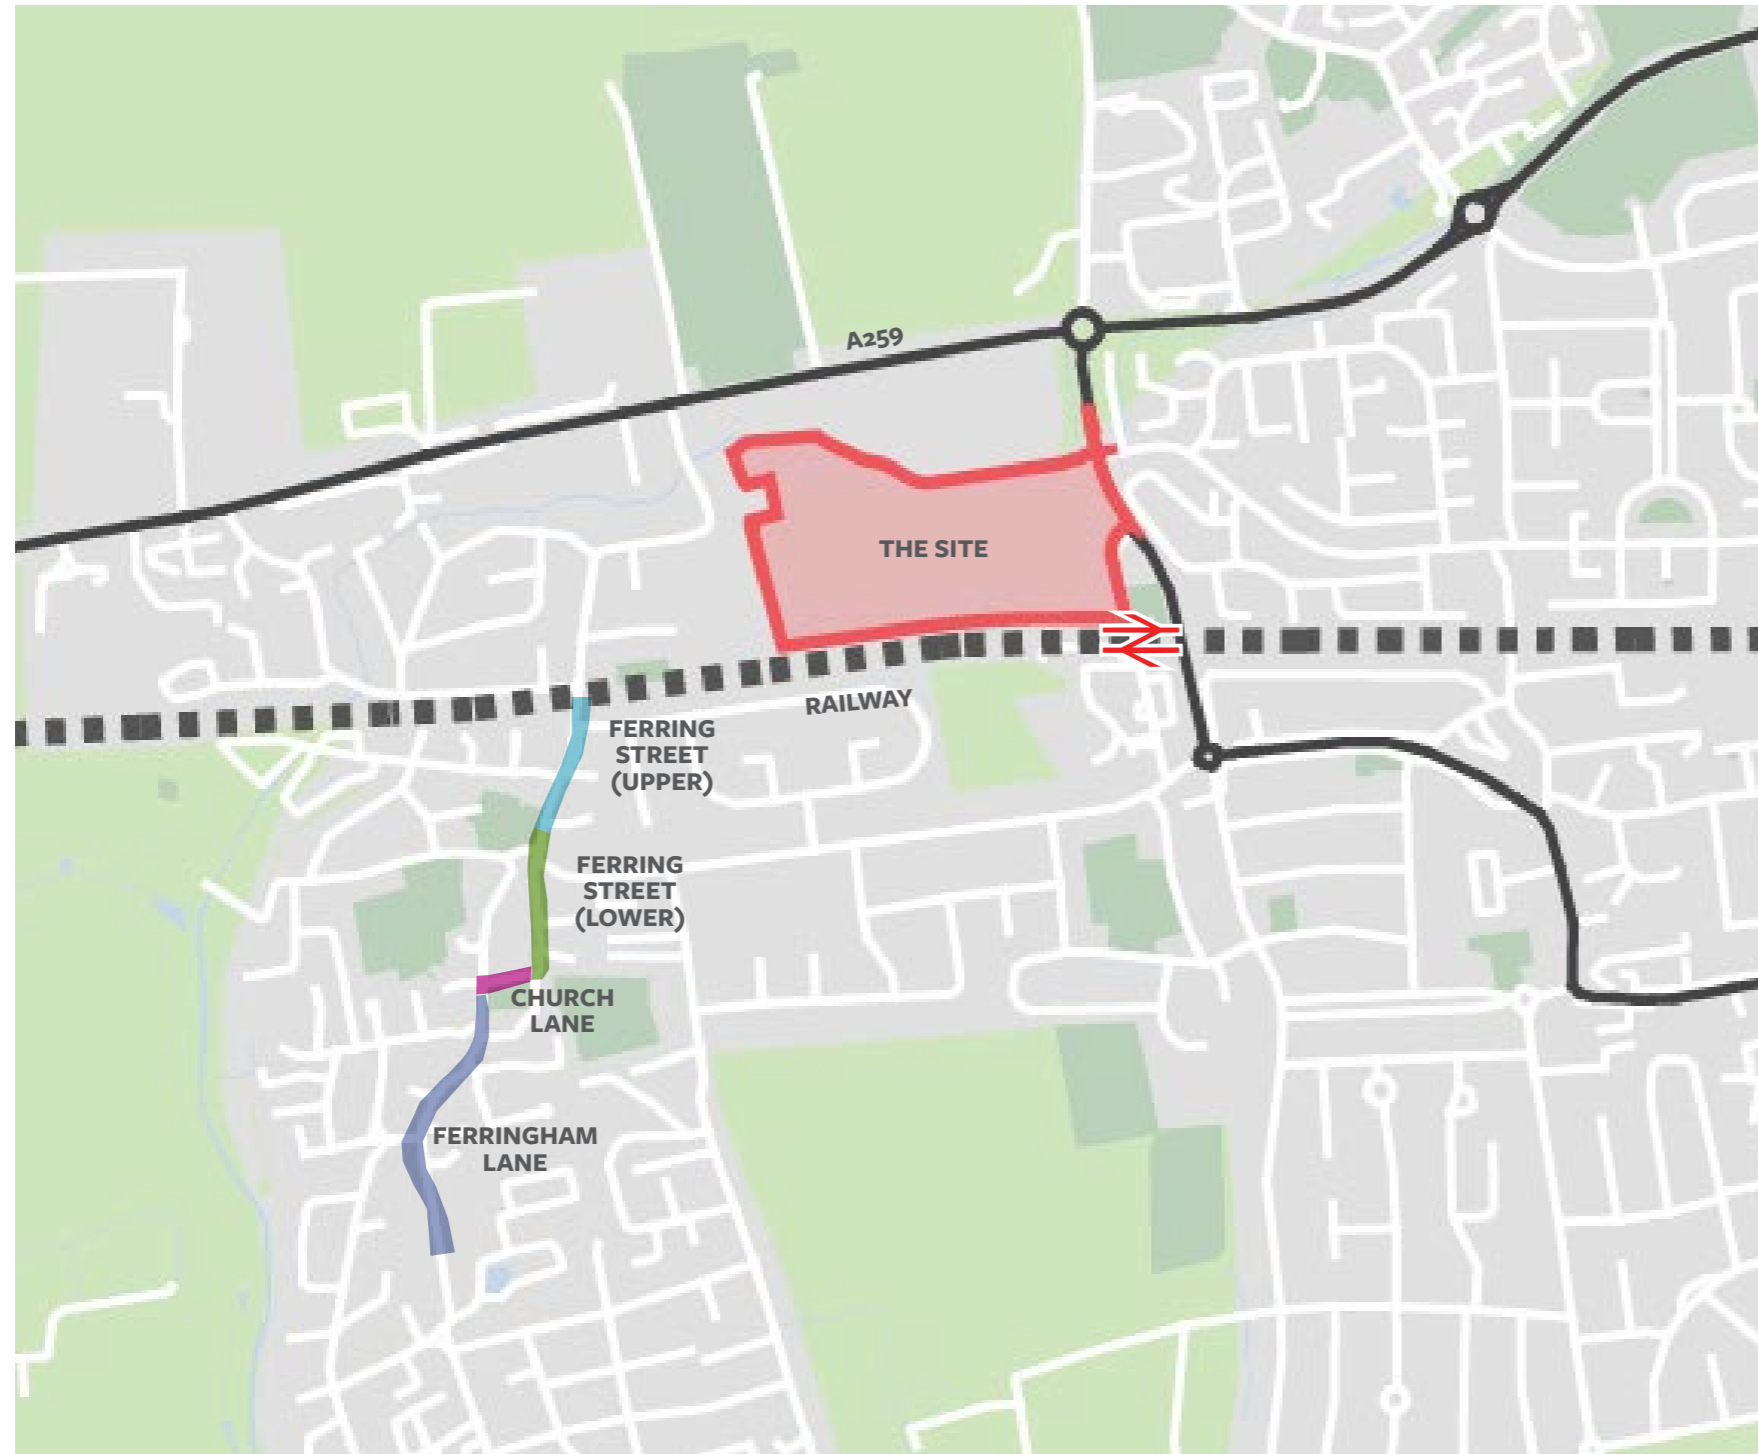 A259
THE SITE
RAILWAY
FERRING
STREET
(UPPER)
FERRING
STREET
(LOWER)
CHURCH
LANE
FERRINGHAM
LANE